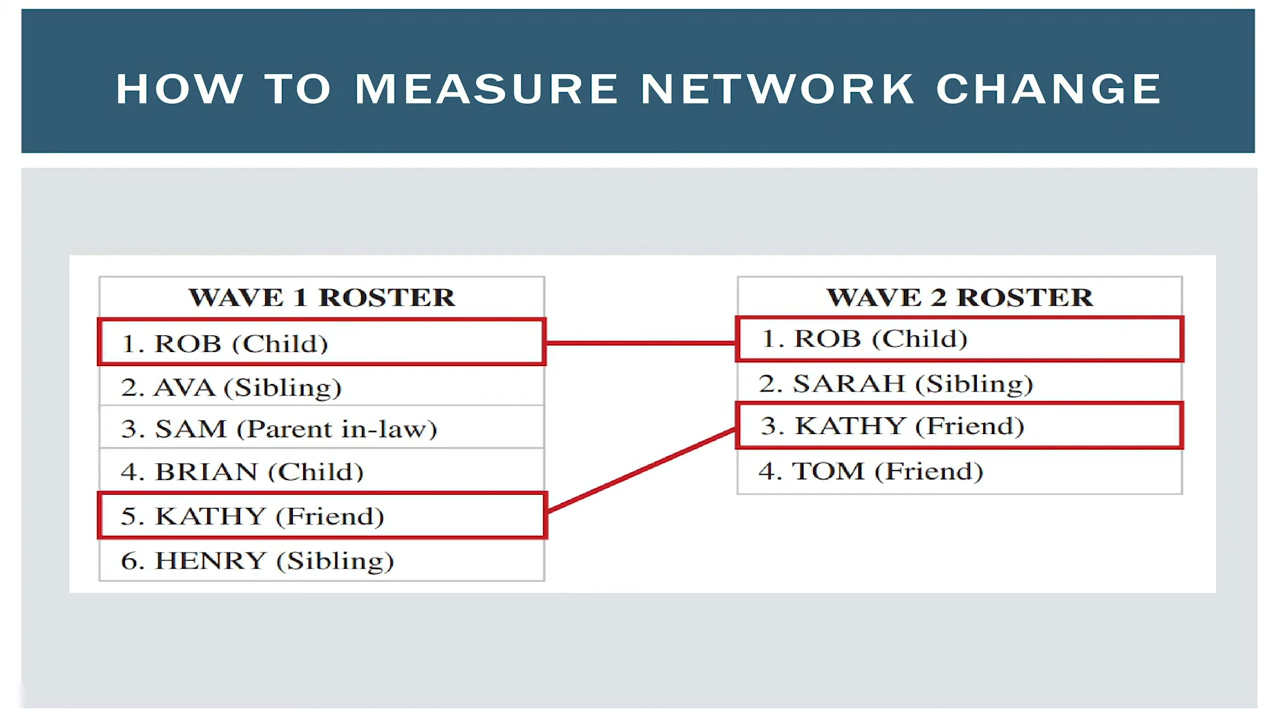 HOW TO MEASURE NETWORK CHANGE
WAVE 1 ROSTER
1. ROB (Child)
2. AVA (Sibling)
3. SAM (Parent in-law)
4. BRIAN (Child)
5. KATHY (Friend)
6. HENRY (Sibling)
WAVE 2 ROSTER
1. ROB (Child)
2. SARAH (Sibling)
3. KATHY (Friend)
4. TOM (Friend)